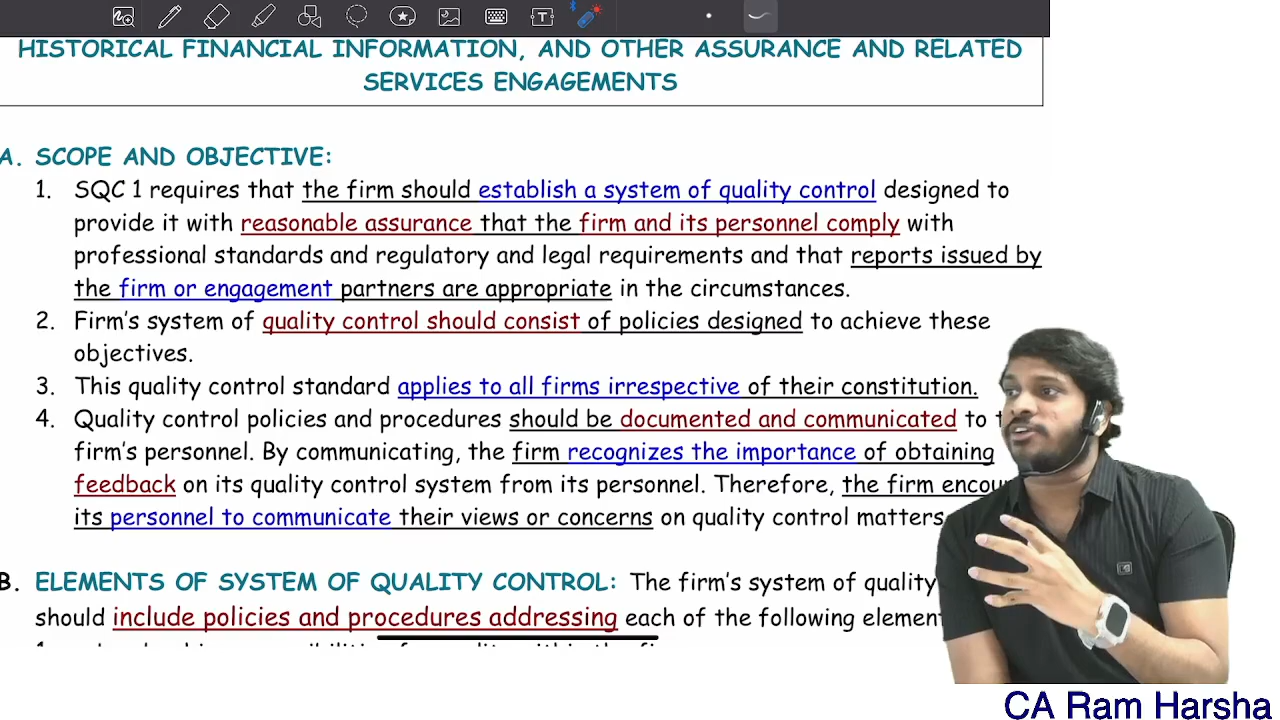 HISTORICAL FINANCIAL INFORMATION, AND OTHER ASSURANCE AND RELATED
SERVICES ENGAGEMENTS
A. SCOPE AND OBJECTIVE:
1. SQC 1 requires that the firm should establish a system of quality control designed to
provide it with reasonable assurance that the firm and its personnel comply with
professional standards and regulatory and legal requirements and that reports issued by
the firm or engagement partners are appropriate in the circumstances.
2. Firm's system of quality control should consist of policies designed to achieve these
objectives.
3. This quality control standard applies to all firms irrespective of their constitution.
4. Quality control policies and procedures should be documented and communicated to
firm's personnel. By communicating, the firm recognizes the importance of obtaining
feedback on its quality control system from its personnel. Therefore, the firm
its personnel to communicate their views or concerns on quality control matters
B. ELEMENTS OF SYSTEM OF QUALITY CONTROL: The firm's system of quality
should include policies and procedures addressing each of the following
CA Ram Harsha